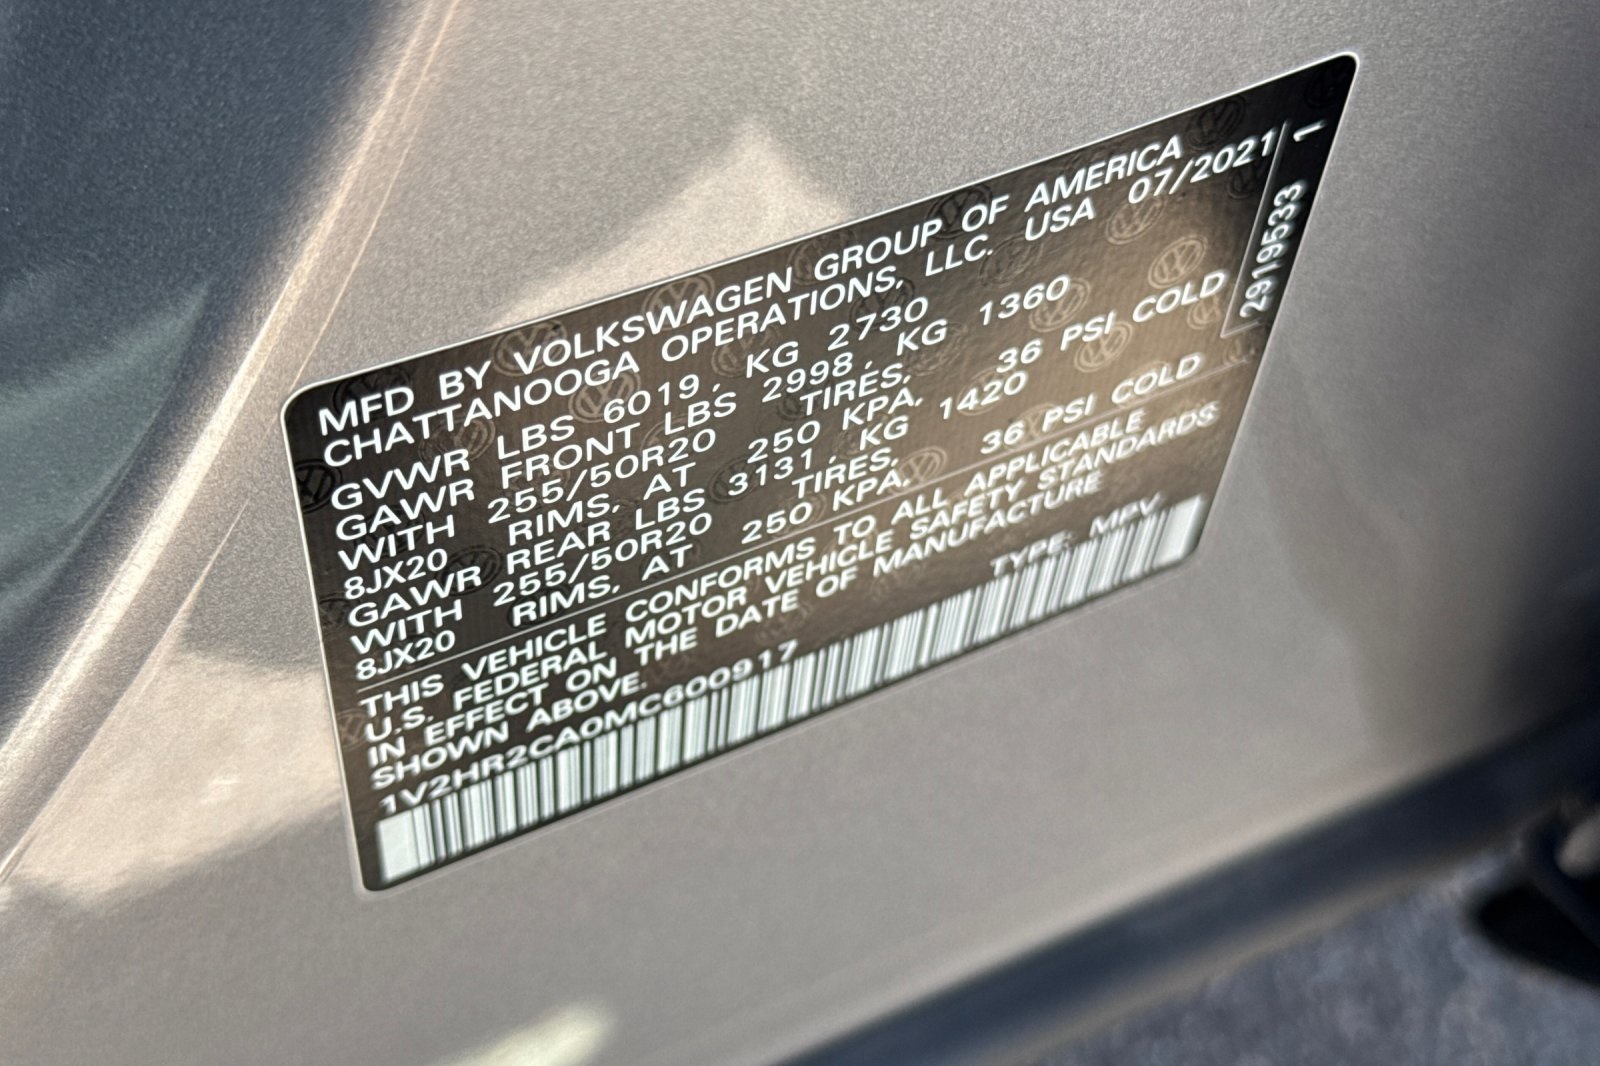 MFD BY VOLKSWAGEN GROUP OF AMERICA
CHATTANOOGA OPERATIONS, LLC. USA 07/2021
GVWR LBS 6019, KG 2730
GAWR FRONT LBS 2998, KG 1360
WITH 255/50R20 TIRES,
8JX20 RIMS, AT 250 KPA, 36 PSI COLD
GAWR REAR LBS 3131, KG 1420
WITH 255/50R20 TIRES,
8JX20 RIMS, AT 250 KPA, 36 PSI COLD
THIS VEHICLE CONFORMS TO ALL APPLICABLE
U.S. FEDERAL MOTOR VEHICLE SAFETY STANDARDS
IN EFFECT ON THE DATE OF MANUFACTURE
SHOWN ABOVE.
1V2HR2CA0MC600917 TYPE: MPV
2919533 1